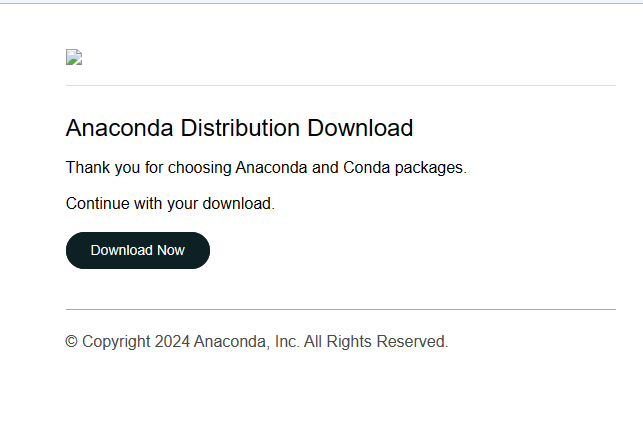 Anaconda Distribution Download
Thank you for choosing Anaconda and Conda packages.
Continue with your download.
Download Now
© Copyright 2024 Anaconda, Inc. All Rights Reserved.